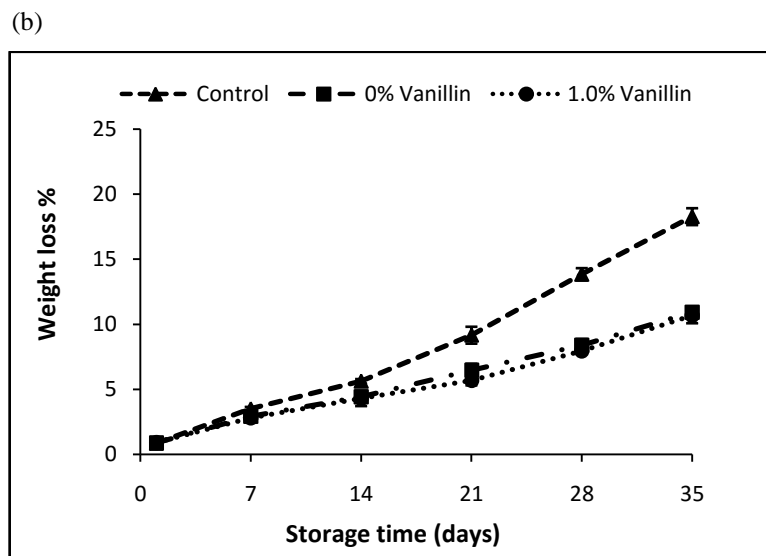 (b)
Control 0% Vanillin 1.0% Vanillin
25
20
15
10
5
0
Weight loss %
0 7 14 21 28 35
Storage time (days)